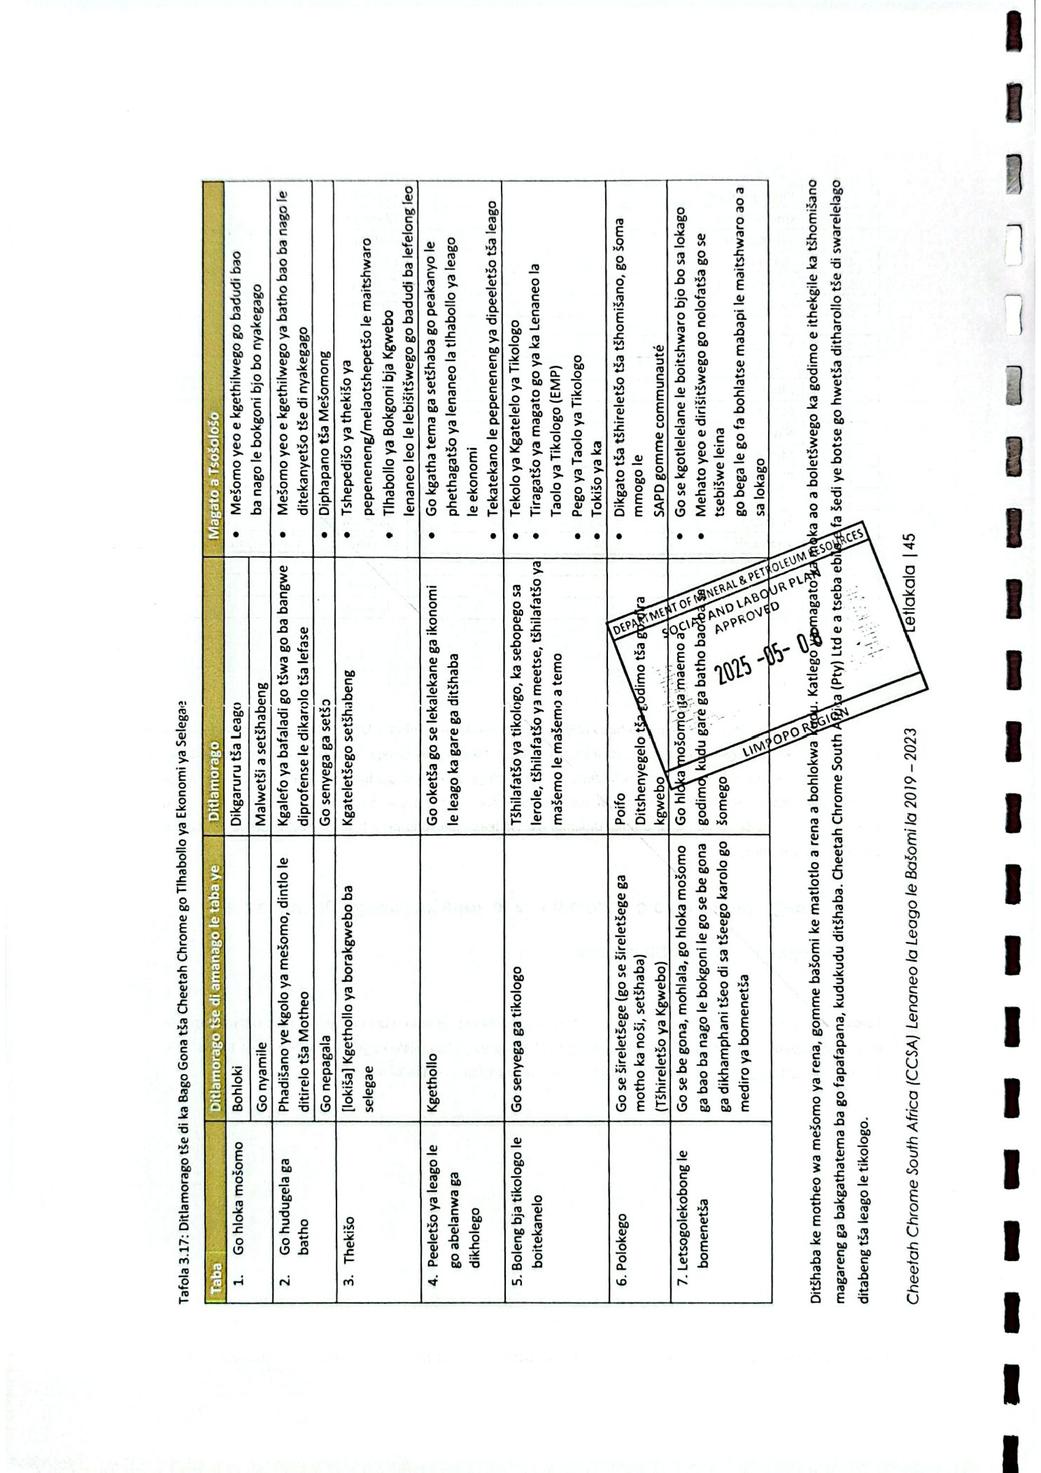 Tafola 3.17: Ditlamorago tše di ka Bago Gona tša Cheetah Chrome go Tlhabollo ya Ekonomi ya Selegae
Taba
Ditlamorago tše di amanago le taba ye
Ditlamorago
Magato a Tsošološo
1. Go hloka mošomo
Bohloki
Dikgaruru tša Leago
• Mešomo yeo e kgethilwego go badudi bao
ba nago le bokgoni bjo bo nyakegago
Go nyamile
Malwetši a setšhabeng
2. Go hudugela ga
batho
Phadišano ye kgolo ya mešomo, dintlo le
ditirelo tša Motheo
Kgalefo ya bafaladi go tšwa go ba bangwe
diprofense le dikarolo tša lefase
• Mešomo yeo e kgethilwego ya batho bao ba nago le
ditekanyetšo tše di nyakegago
Go nepagala
Go senyega ga setšo
• Diphapano tša Mešomong
3. Thekišo
[lokiša] Kgethollo ya borakgwebo ba
selegae
Kgateletšego setšhabeng
Tshepedišo ya thekišo ya
pepeneneng/melaotshepetšo le maitshwaro
• Tlhabollo ya Bokgoni bja Kgwebo
lenaneo leo le lebišitšwego go badudi ba lefelong leo
4. Peeletšo ya leago le
go abelanwa ga
dikholego
Kgethollo
Go oketša go se lekalekane ga ikonomi
le leago ka gare ga ditšhaba
• Go kgatha tema ga setšhaba go peakanyo le
phethagatšo ya lenaneo la tlhabollo ya leago
le ekonomi
• Tekatekano le pepeneneng ya dipeeletšo tša leago
5. Boleng bja tikologo le
boitekanelo
Go senyega ga tikologo
Tšhilafatšo ya tikologo, ka sebopego sa
lerole, tšhilafatšo ya meetse, tšhilafatšo ya
mašemo le mašemo a temo
• Tekolo ya Kgatelelo ya Tikologo
• Tiragatšo ya magato go ya ka Lenaneo la
Taolo ya Tikologo (EMP)
• Pego ya Taolo ya Tikologo
• Tokišo ya ka
6. Polokego
Go se šireletšege (go se šireletšege ga
motho ka noši, setšhaba)
(Tšhireletšo ya Kgwebo)
Poifo
Ditshenyegelo tša godimo tša go
kgwebo
• Dikgato tša tšhireletšo tša tšhomišano, go šoma
mmogo le
SAPD gomme communauté
7. Letsogolekobong le
bomenetša
Go se be gona, mohlala, go hloka mošomo
ga bao ba nago le bokgoni le go se be gona
ga dikhamphani tšeo di sa tšeego karolo go
mediro ya bomenetša
Go hloka mošomo ga maemo a
godimo, kudu gare ga batho bao
šomego
• Go se kgotlelelane le boitshwaro bjo bo sa lokago
• Mehato yeo e dirišitšwego go nolofatša go se
tsebišwe leina
go bega le go fa bohlatse mabapi le maitshwaro ao a
sa lokago
DEPARTMENT OF MINERAL & PETROLEUM RESOURCES
SOCIAL AND LABOUR PLAN
APPROVED
2025 -05- 08
LIMPOPO REGION
Ditšhaba ke motheo wa mešomo ya rena, gomme bašomi ke matlotlo a rena a bohlokwa kudu. Katlego ya magato ka moka ao a boletšwego ka godimo e ithekgile ka tšhomišano
magareng ga bakgathatema ba go fapafapana, kudukudu ditšhaba. Cheetah Chrome South Africa (Pty) Ltd e a tseba ebile e fa šedi ye botse go hwetša ditharollo tše di swarelelago
ditabeng tša leago le tikologo.
Cheetah Chrome South Africa (CCSA) Lenaneo la Leago le Bašomi la 2019 – 2023
Letlakala | 45